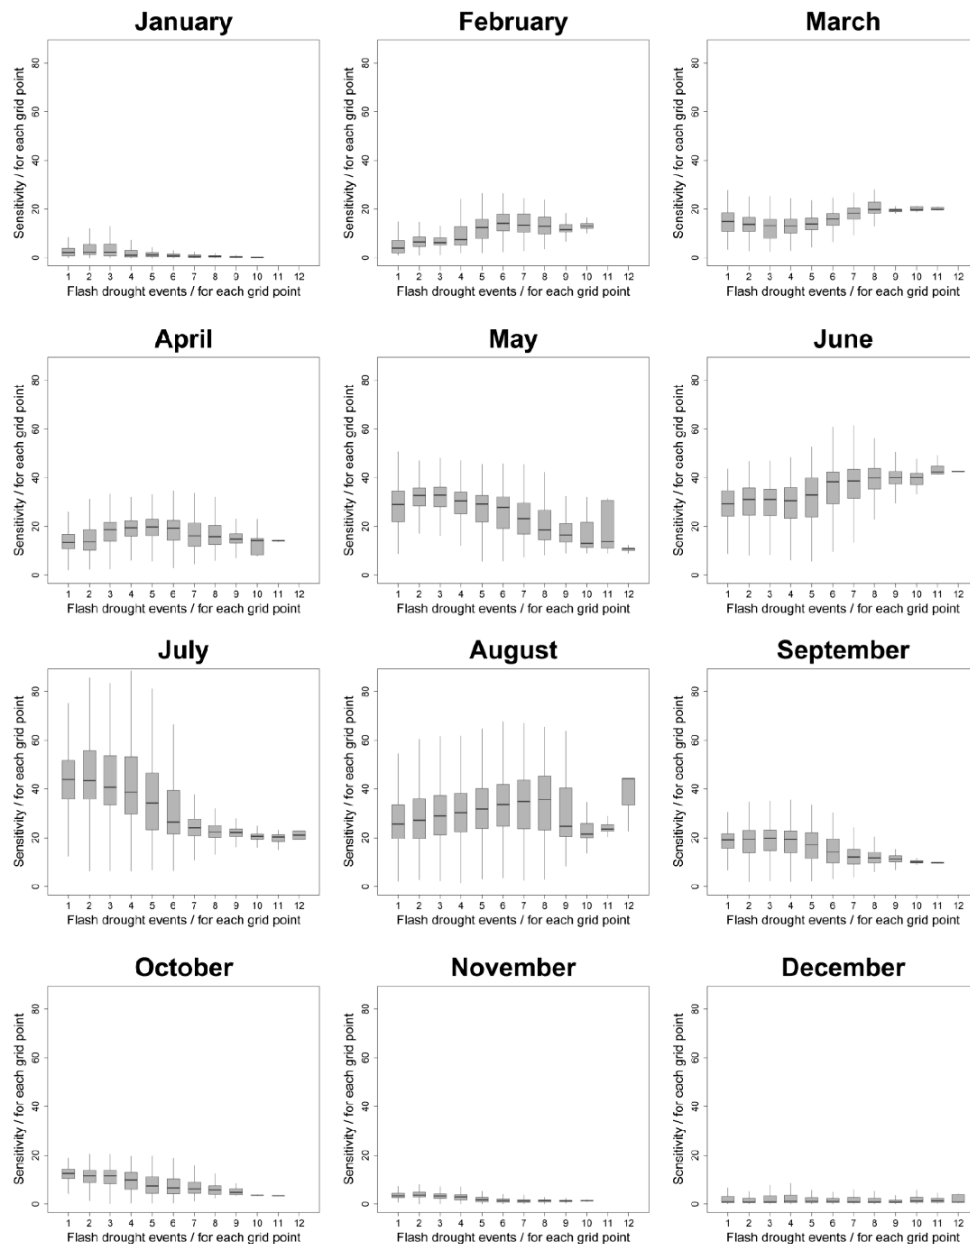 January
February
March
Sensitivity / for each grid point
0 20 40 60 80
1 2 3 4 5 6 7 8 9 10 11 12
Flash drought events / for each grid point
Sensitivity / for each grid point
0 20 40 60 80
1 2 3 4 5 6 7 8 9 10 11 12
Flash drought events / for each grid point
Sensitivity / for each grid point
0 20 40 60 80
1 2 3 4 5 6 7 8 9 10 11 12
Flash drought events / for each grid point
April
May
June
Sensitivity / for each grid point
0 20 40 60 80
1 2 3 4 5 6 7 8 9 10 11 12
Flash drought events / for each grid point
Sensitivity / for each grid point
0 20 40 60 80
1 2 3 4 5 6 7 8 9 10 11 12
Flash drought events / for each grid point
Sensitivity / for each grid point
0 20 40 60 80
1 2 3 4 5 6 7 8 9 10 11 12
Flash drought events / for each grid point
July
August
September
Sensitivity / for each grid point
0 20 40 60 80
1 2 3 4 5 6 7 8 9 10 11 12
Flash drought events / for each grid point
Sensitivity / for each grid point
0 20 40 60 80
1 2 3 4 5 6 7 8 9 10 11 12
Flash drought events / for each grid point
Sensitivity / for each grid point
0 20 40 60 80
1 2 3 4 5 6 7 8 9 10 11 12
Flash drought events / for each grid point
October
November
December
Sensitivity / for each grid point
0 20 40 60 80
1 2 3 4 5 6 7 8 9 10 11 12
Flash drought events / for each grid point
Sensitivity / for each grid point
0 20 40 60 80
1 2 3 4 5 6 7 8 9 10 11 12
Flash drought events / for each grid point
Sensitivity / for each grid point
0 20 40 60 80
1 2 3 4 5 6 7 8 9 10 11 12
Flash drought events / for each grid point